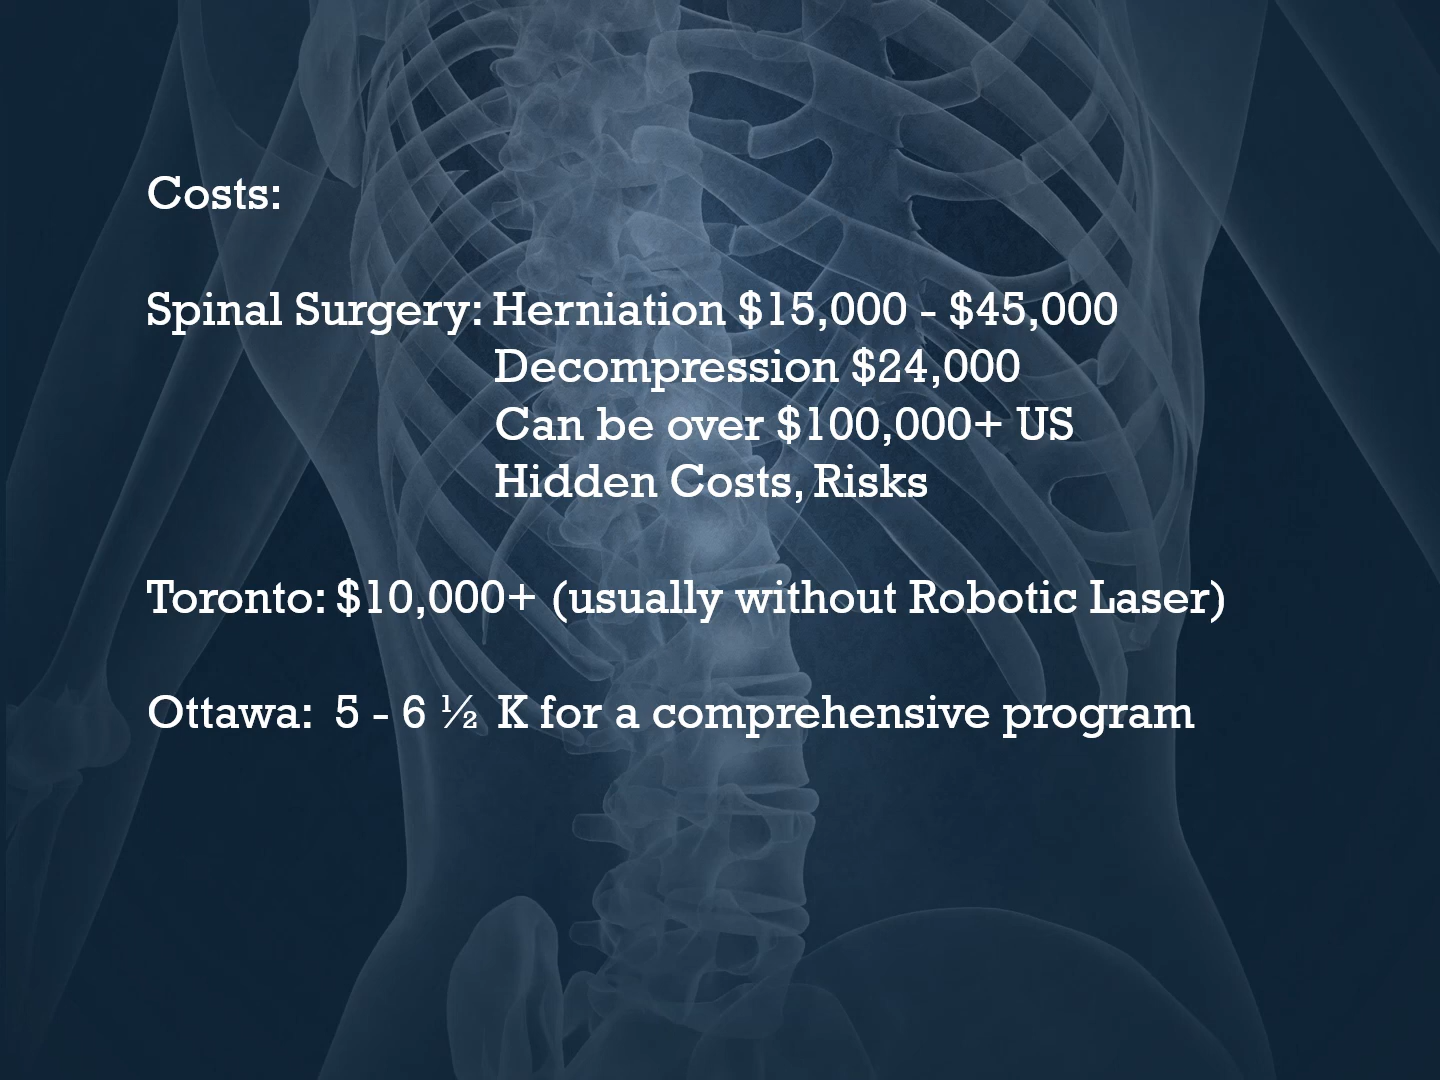 Costs:
Spinal Surgery: Herniation $15,000 - $45,000
Decompression $24,000
Can be over $100,000+ US
Hidden Costs, Risks
Toronto: $10,000+ (usually without Robotic Laser)
Ottawa: 5 - 6 ½ K for a comprehensive program